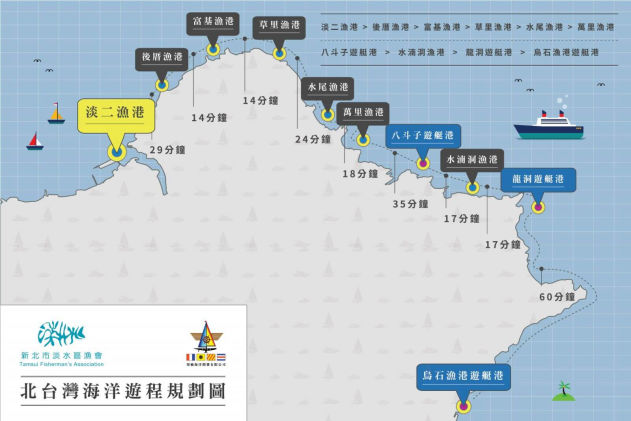 淡二漁港 > 後厝漁港 > 富基漁港 > 草里漁港 > 水尾漁港 > 萬里漁港
八斗子遊艇港 > 水湳洞漁港 > 龍洞遊艇港 > 烏石漁港遊艇港
富基漁港
草里漁港
後厝漁港
水尾漁港
淡二漁港
萬里漁港
八斗子遊艇港
水湳洞漁港
龍洞遊艇港
14分鐘
14分鐘
24分鐘
29分鐘
18分鐘
35分鐘
17分鐘
17分鐘
60分鐘
烏石漁港遊艇港
新北市淡水區漁會
Tamsui Fisherman's Association
北台灣海洋遊程規劃圖